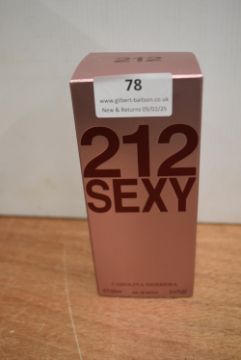 212
78
www.gilbert-baitson.co.uk
New & Returns 05/02/25
212
SEXY
CAROLINA HERRERA